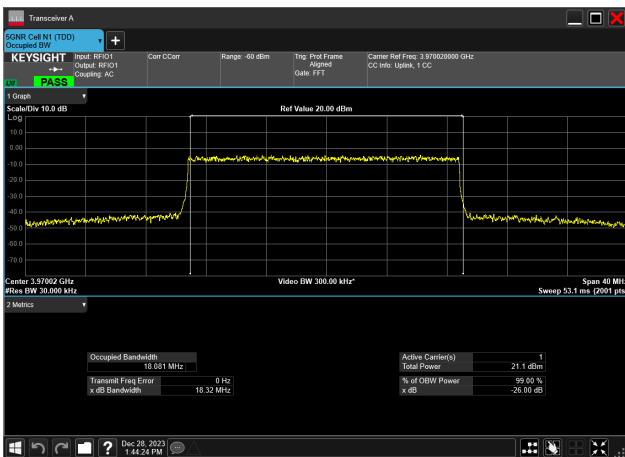 Transceiver A
5GNR Cell N1 (TDD)
Occupied BW
KEYSIGHT
Input: RFIO1
Output: RFIO1
Coupling: AC
Corr CCorr
Range: -60 dBm
Trig: Prot Frame
Aligned
Gate: FFT
Carrier Ref Freq: 3.970020000 GHz
CC Info: Uplink, 1 CC
PASS
1 Graph
Scale/Div 10.0 dB
Ref Value 20.00 dBm
Log
10.0
0.00
-10.0
-20.0
-30.0
-40.0
-50.0
-60.0
-70.0
Center 3.97002 GHz
Video BW 300.00 kHz*
Span 40 MHz
#Res BW 30.000 kHz
Sweep 53.1 ms (2001 pts
2 Metrics
Occupied Bandwidth
18.081 MHz
Transmit Freq Error 0 Hz
x dB Bandwidth 18.32 MHz
Active Carrier(s) 1
Total Power 21.1 dBm
% of OBW Power 99.00 %
x dB -26.00 dB
Dec 28, 2023
1:44:24 PM